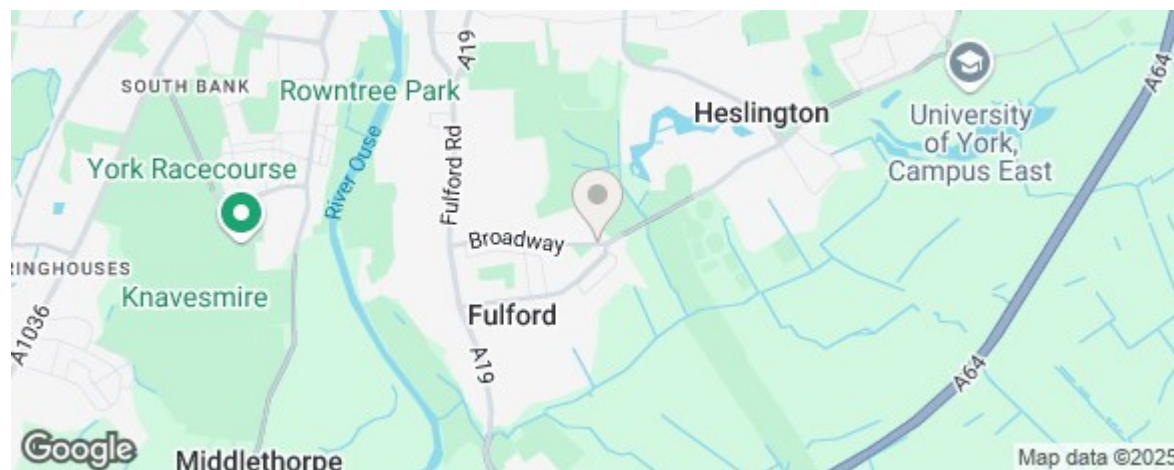 A19
SOUTH BANK
Rowntree Park
Heslington
A64
University
of York,
Campus East
River Ouse
Fulford Rd
York Racecourse
Broadway
RINGHOUSES
Knavesmire
Fulford
A1036
A19
A64
Middlethorpe
Google
Map data ©2025